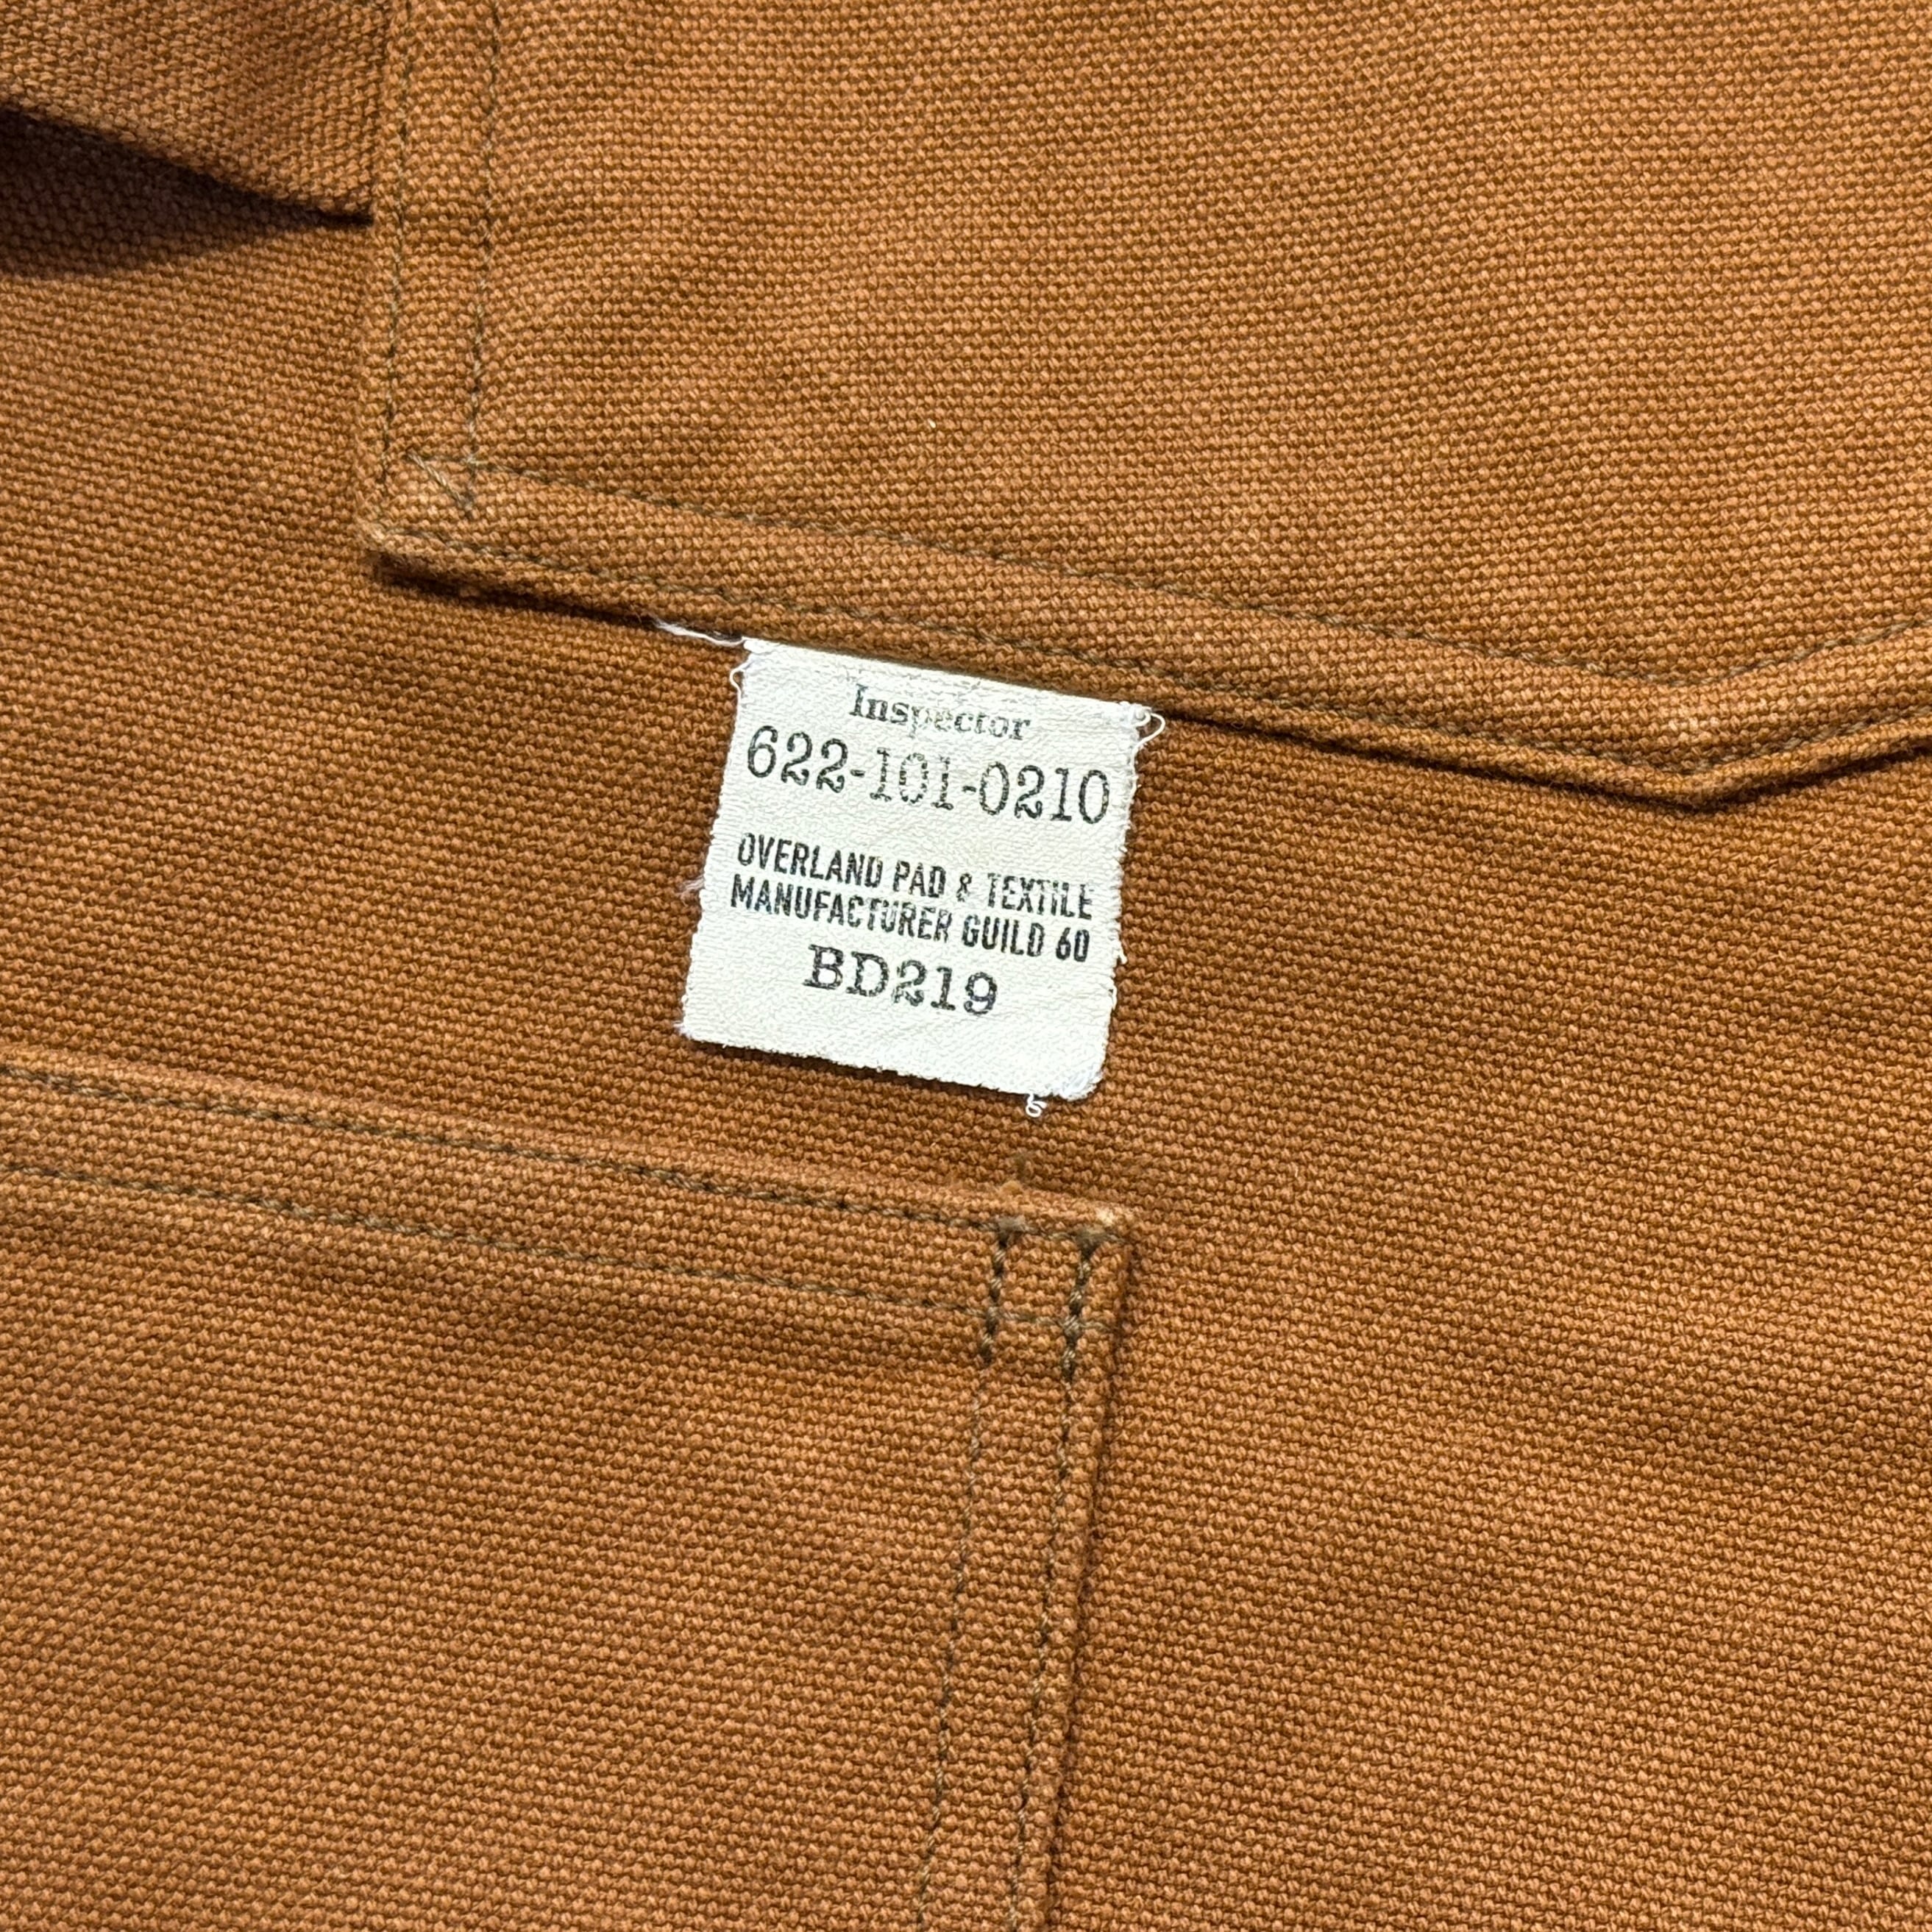 Inspector
622-101-0210
OVERLAND PAD & TEXTILE
MANUFACTURER GUILD 60
BD219